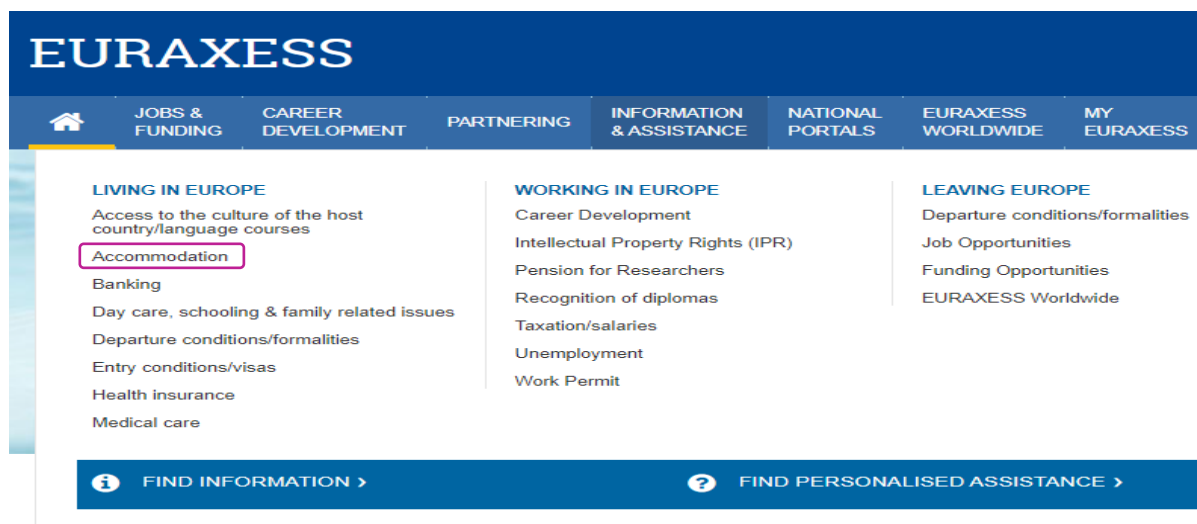 EURAXESS
JOBS &
FUNDING
CAREER
DEVELOPMENT
PARTNERING
INFORMATION
& ASSISTANCE
NATIONAL
PORTALS
EURAXESS
WORLDWIDE
MY
EURAXESS
LIVING IN EUROPE
Access to the culture of the host
country/language courses
Accommodation
Banking
Day care, schooling & family related issues
Departure conditions/formalities
Entry conditions/visas
Health insurance
Medical care
WORKING IN EUROPE
Career Development
Intellectual Property Rights (IPR)
Pension for Researchers
Recognition of diplomas
Taxation/salaries
Unemployment
Work Permit
LEAVING EUROPE
Departure conditions/formalities
Job Opportunities
Funding Opportunities
EURAXESS Worldwide
FIND INFORMATION >
FIND PERSONALISED ASSISTANCE >